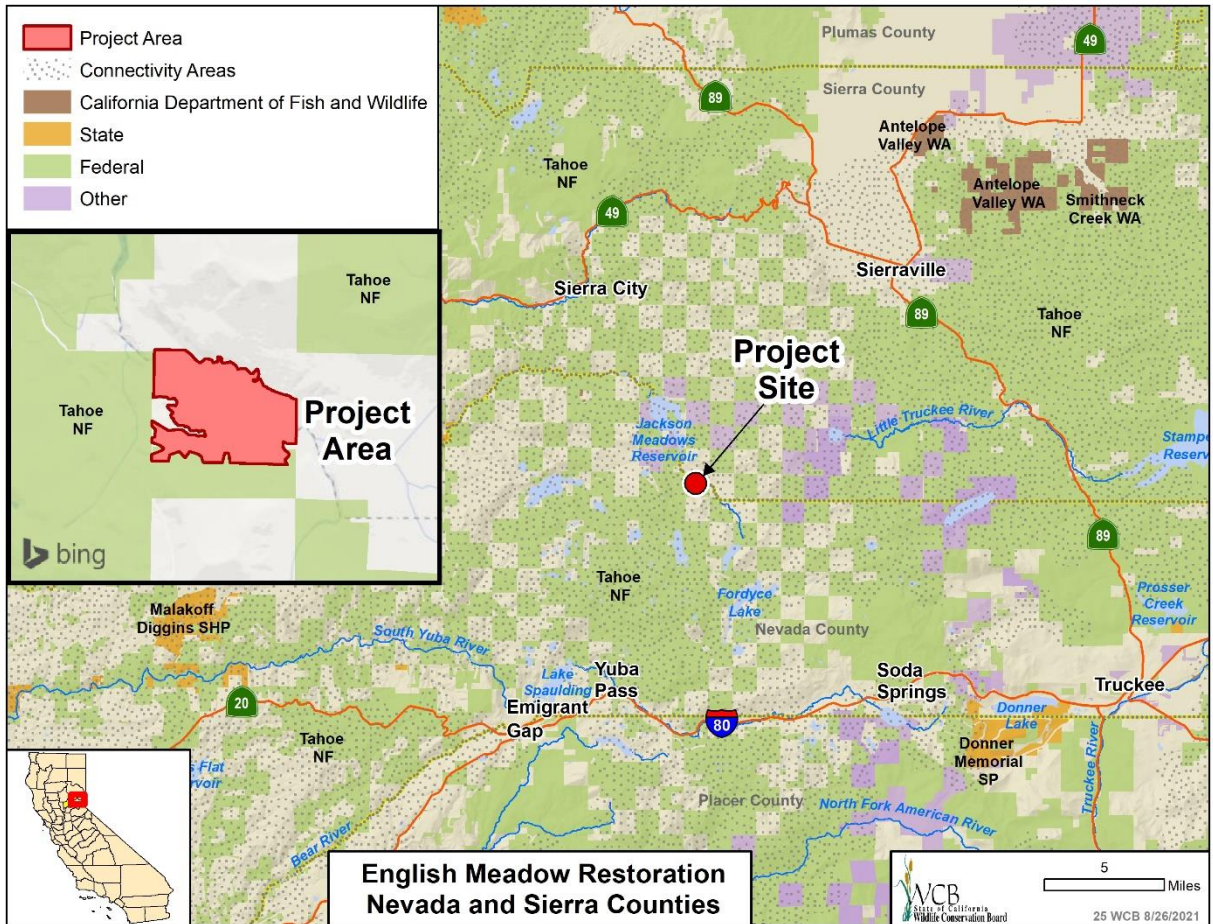 Project Area
Connectivity Areas
California Department of Fish and Wildlife
State
Federal
Other
Tahoe
NF
Tahoe
NF
Project
Area
bing
Plumas County
Sierra County
49
89
Antelope
Valley WA
Antelope
Valley WA
Smithneck
Creek WA
Tahoe
NF
49
Sierra City
Sierraville
89
Tahoe
NF
Project
Site
Jackson
Meadows
Reservoir
Little Truckee River
89
Tahoe
NF
Fordyce
Lake
Nevada County
Prosser
Creek
Reservoir
Malakoff
Diggins SHP
South Yuba River
20
Lake
Spaulding
Yuba
Pass
Emigrant
Gap
Soda
Springs
Truckee
80
Donner
Lake
Donner
Memorial
SP
Truckee River
Tahoe
NF
Flat
Bear River
Placer County
North Fork American River
English Meadow Restoration
Nevada and Sierra Counties
WCB
State of California
Wildlife Conservation Board
5
Miles
25 WCB 8/26/2021